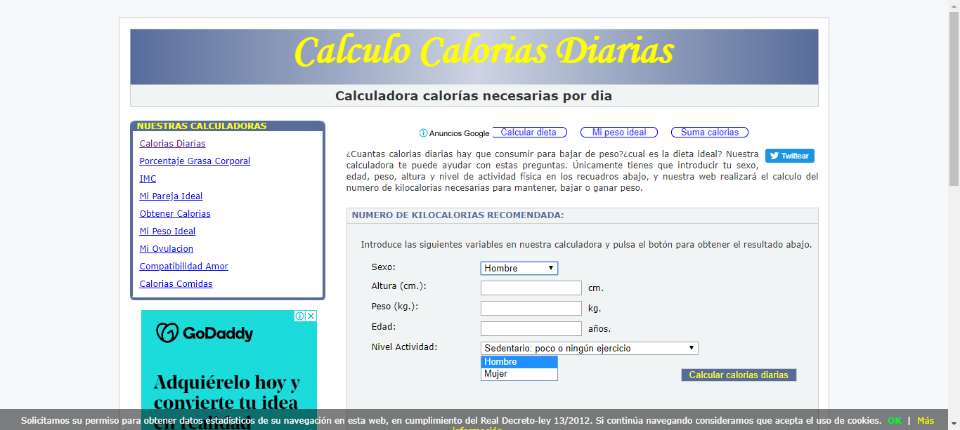 Calculo Calorias Diarias
Calculadora calorías necesarias por dia
NUESTRAS CALCULADORAS
Calorias Diarias
Porcentaje Grasa Corporal
IMC
Mi Pareja Ideal
Obtener Calorias
Mi Peso Ideal
Mi Ovulacion
Compatibilidad Amor
Calorias Comidas
GoDaddy
Adquiérelo hoy y
convierte tu idea
en realidad
Anuncios Google Calcular dieta Mi peso ideal Suma calorías
¿Cuantas calorias diarias hay que consumir para bajar de peso?¿cual es la dieta ideal? Nuestra
Twittear
calculadora te puede ayudar con estas preguntas. Únicamente tienes que introducir tu sexo,
edad, peso, altura y nivel de actividad física en los recuadros abajo, y nuestra web realizará el calculo del
numero de kilocalorias necesarias para mantener, bajar o ganar peso.
NUMERO DE KILOCALORIAS RECOMENDADA:
Introduce las siguientes variables en nuestra calculadora y pulsa el botón para obtener el resultado abajo.
Sexo: Hombre
Altura (cm.): cm.
Peso (kg.): kg.
Edad: años.
Nivel Actividad: Sedentario: poco o ningún ejercicio
Hombre
Mujer
Calcular calorias diarias
Solicitamos su permiso para obtener datos estadísticos de su navegación en esta web, en cumplimiento del Real Decreto-ley 13/2012. Si continúa navegando consideramos que acepta el uso de cookies. OK | Más
información